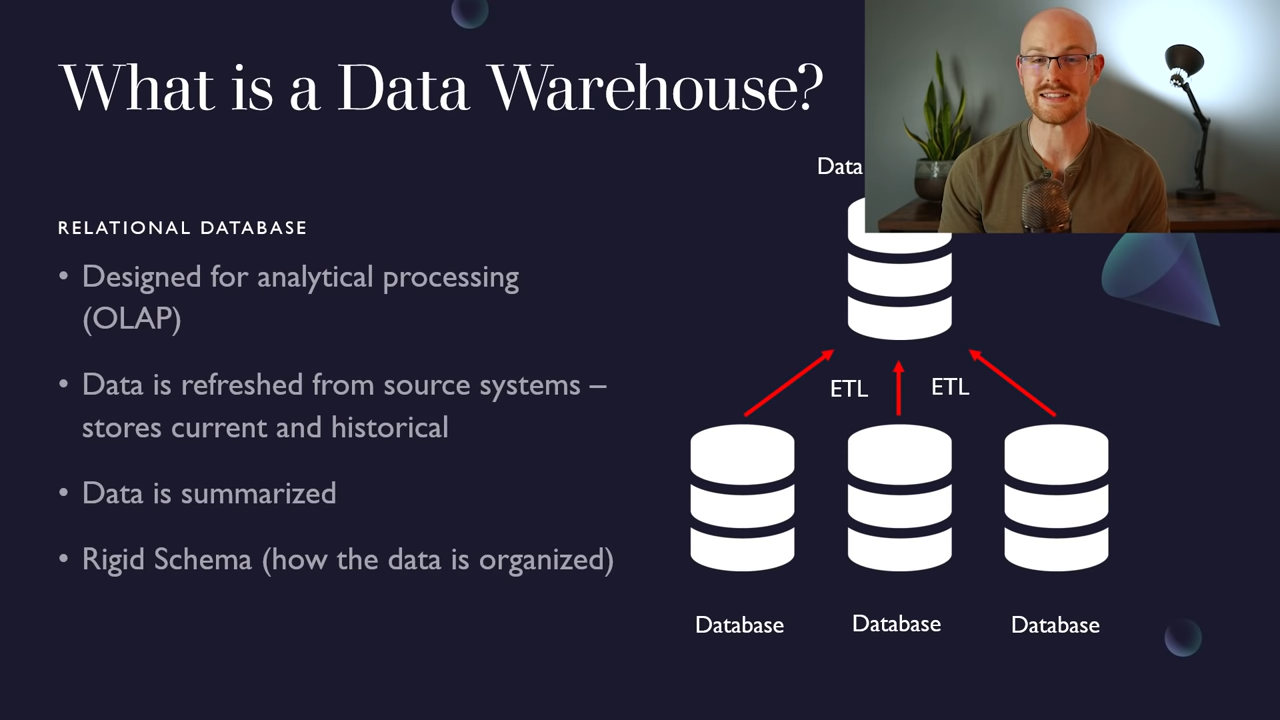 What is a Data Warehouse?
Data
RELATIONAL DATABASE
• Designed for analytical processing
(OLAP)
• Data is refreshed from source systems –
stores current and historical
• Data is summarized
• Rigid Schema (how the data is organized)
ETL
ETL
Database
Database
Database